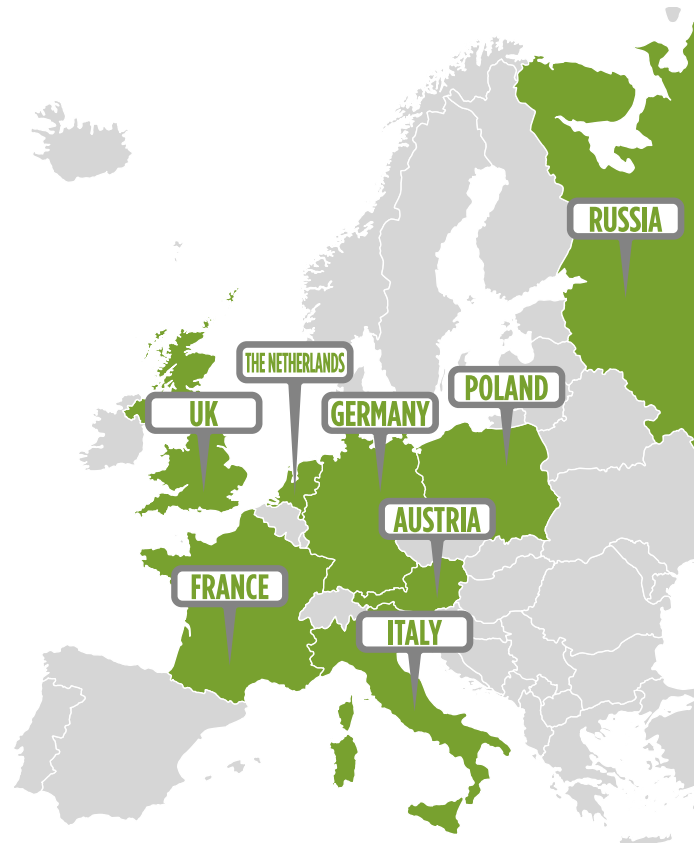 RUSSIA
THE NETHERLANDS
POLAND
UK
GERMANY
AUSTRIA
FRANCE
ITALY